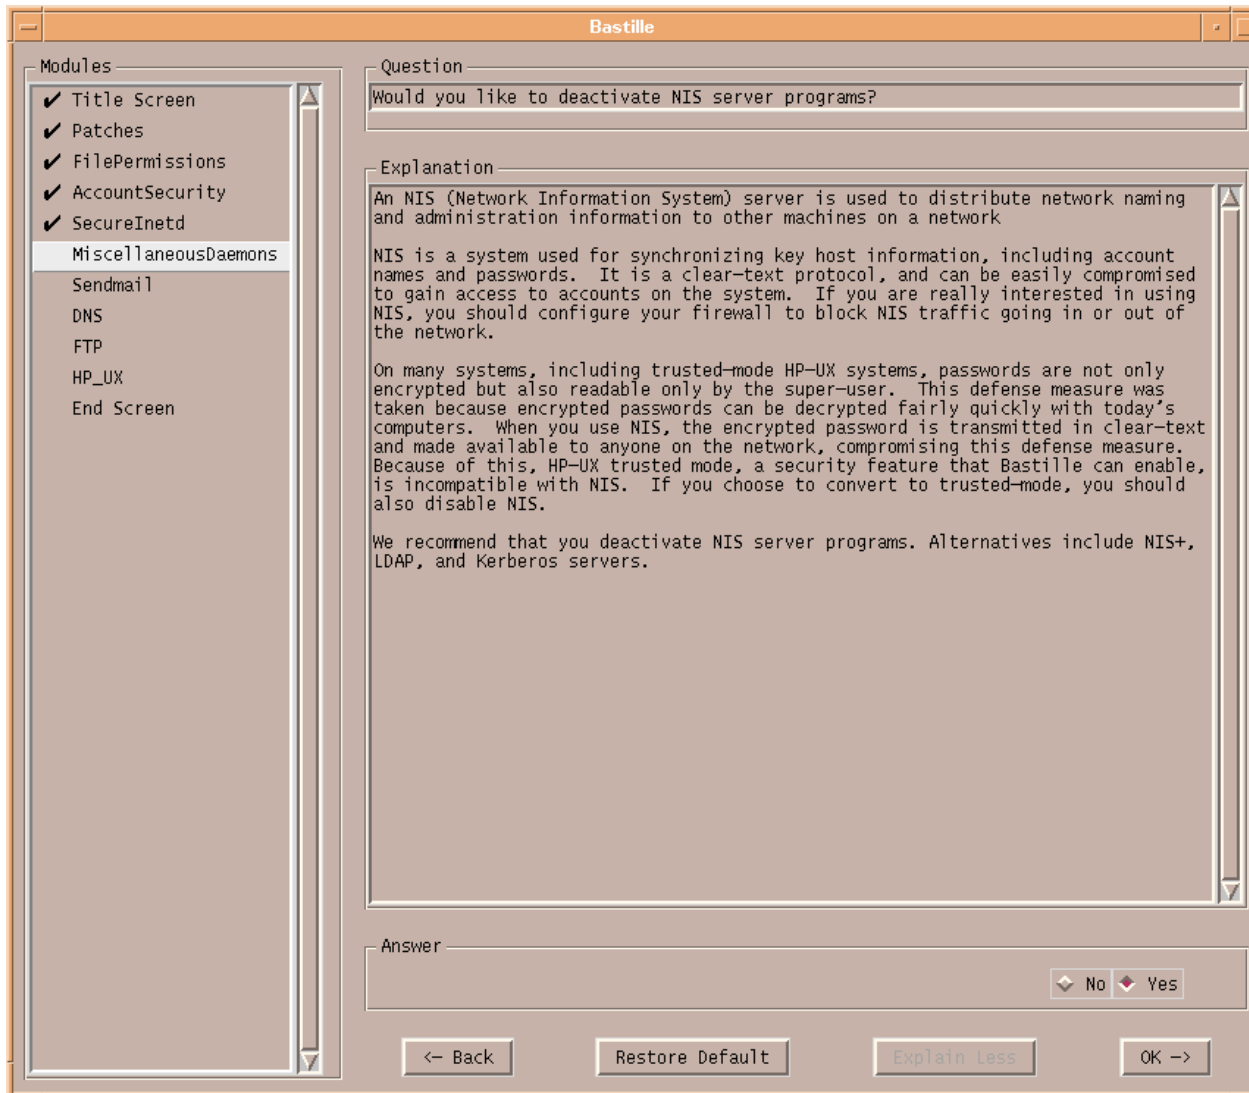 Bastille
Modules
Title Screen
Patches
FilePermissions
AccountSecurity
SecureInetd
MiscellaneousDaemons
Sendmail
DNS
FTP
HP_UX
End Screen
Question
Would you like to deactivate NIS server programs?
Explanation
An NIS (Network Information System) server is used to distribute network naming
and administration information to other machines on a network
NIS is a system used for synchronizing key host information, including account
names and passwords.  It is a clear-text protocol, and can be easily compromised
to gain access to accounts on the system.  If you are really interested in using
NIS, you should configure your firewall to block NIS traffic going in or out of
the network.
On many systems, including trusted-mode HP-UX systems, passwords are not only
encrypted but also readable only by the super-user.  This defense measure was
taken because encrypted passwords can be decrypted fairly quickly with today's
computers.  When you use NIS, the encrypted password is transmitted in clear-text
and made available to anyone on the network, compromising this defense measure.
Because of this, HP-UX trusted mode, a security feature that Bastille can enable,
is incompatible with NIS.  If you choose to convert to trusted-mode, you should
also disable NIS.
We recommend that you deactivate NIS server programs. Alternatives include NIS+,
LDAP, and Kerberos servers.
Answer
No Yes
<- Back Restore Default Explain Less OK ->